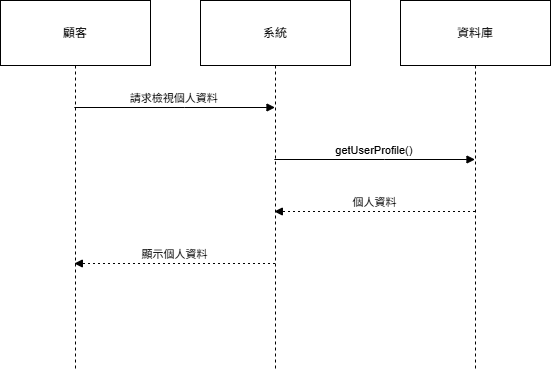 顧客
系統
資料庫
請求檢視個人資料
getUserProfile()
個人資料
顯示個人資料